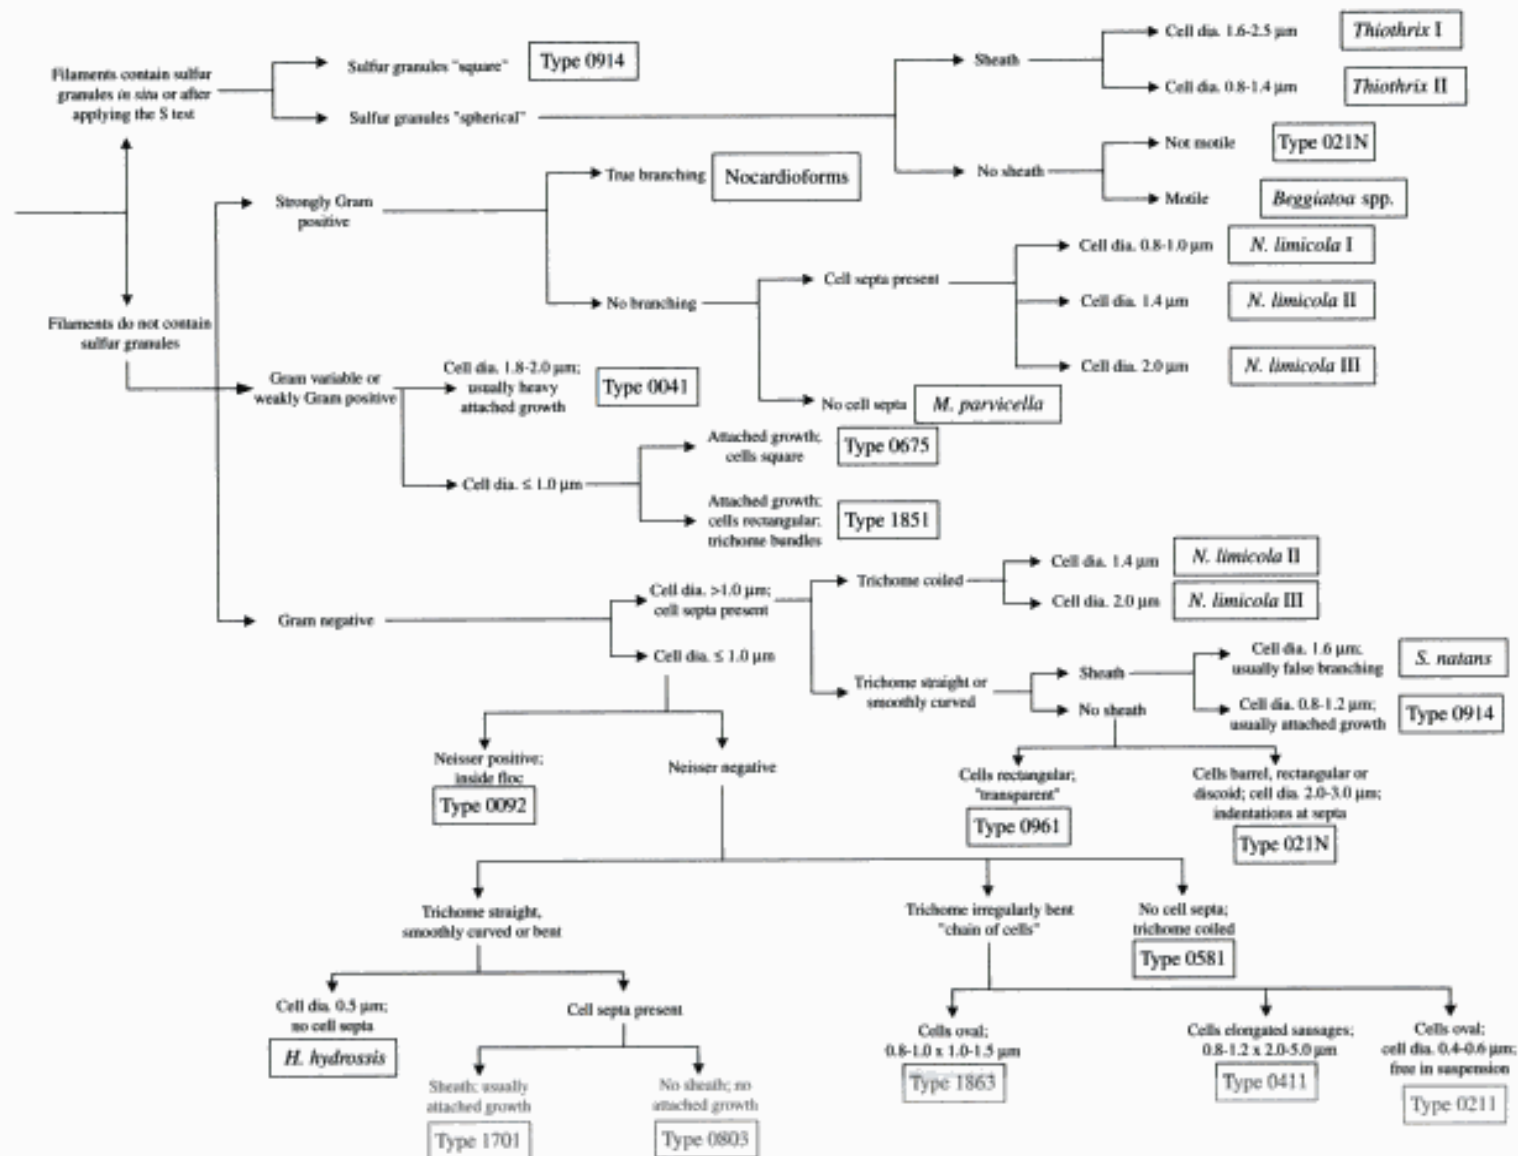 Filaments contain sulfur
granules in situ or after
applying the S test
Sulfur granules "square"
Type 0914
Sulfur granules "spherical"
Sheath
Cell dia. 1.6-2.5 µm
Thiothrix I
Cell dia. 0.8-1.4 µm
Thiothrix II
No sheath
Not motile
Type 021N
Motile
Beggiatoa spp.
Filaments do not contain
sulfur granules
Strongly Gram
positive
True branching
Nocardioforms
No branching
Cell septa present
Cell dia. 0.8-1.0 µm
N. limicola I
Cell dia. 1.4 µm
N. limicola II
Cell dia. 2.0 µm
N. limicola III
No cell septa
M. parvicella
Gram variable or
weakly Gram positive
Cell dia. 1.8-2.0 µm;
usually heavy
attached growth
Type 0041
Cell dia. ≤ 1.0 µm
Attached growth;
cells square
Type 0675
Attached growth;
cells rectangular;
trichome bundles
Type 1851
Gram negative
Cell dia. >1.0 µm;
cell septa present
Trichome coiled
Cell dia. 1.4 µm
N. limicola II
Cell dia. 2.0 µm
N. limicola III
Trichome straight or
smoothly curved
Sheath
Cell dia. 1.6 µm;
usually false branching
S. natans
Cell dia. 0.8-1.2 µm;
usually attached growth
Type 0914
No sheath
Cells rectangular;
"transparent"
Type 0961
Cells barrel, rectangular or
discoid; cell dia. 2.0-3.0 µm;
indentations at septa
Type 021N
Cell dia. ≤ 1.0 µm
Neisser positive;
inside floc
Type 0092
Neisser negative
Trichome straight,
smoothly curved or bent
Cell dia. 0.5 µm;
no cell septa
H. hydrossis
Cell septa present
Sheath; usually
attached growth
Type 1701
No sheath; no
attached growth
Type 0803
Trichome irregularly bent
"chain of cells"
Cells oval;
0.8-1.0 x 1.0-1.5 µm
Type 1863
Cells elongated sausages;
0.8-1.2 x 2.0-5.0 µm
Type 0411
Cells oval;
cell dia. 0.4-0.6 µm;
free in suspension
Type 0211
No cell septa;
trichome coiled
Type 0581